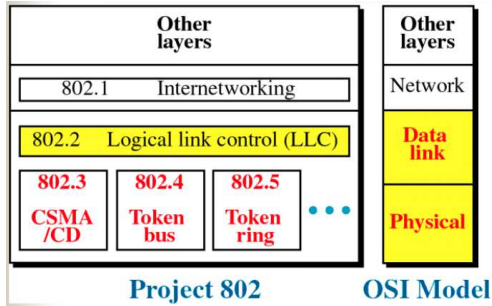 Other
layers
802.1 Internetworking
802.2 Logical link control (LLC)
802.3
CSMA
/CD
802.4
Token
bus
802.5
Token
ring
Project 802
Other
layers
Network
Data
link
Physical
OSI Model